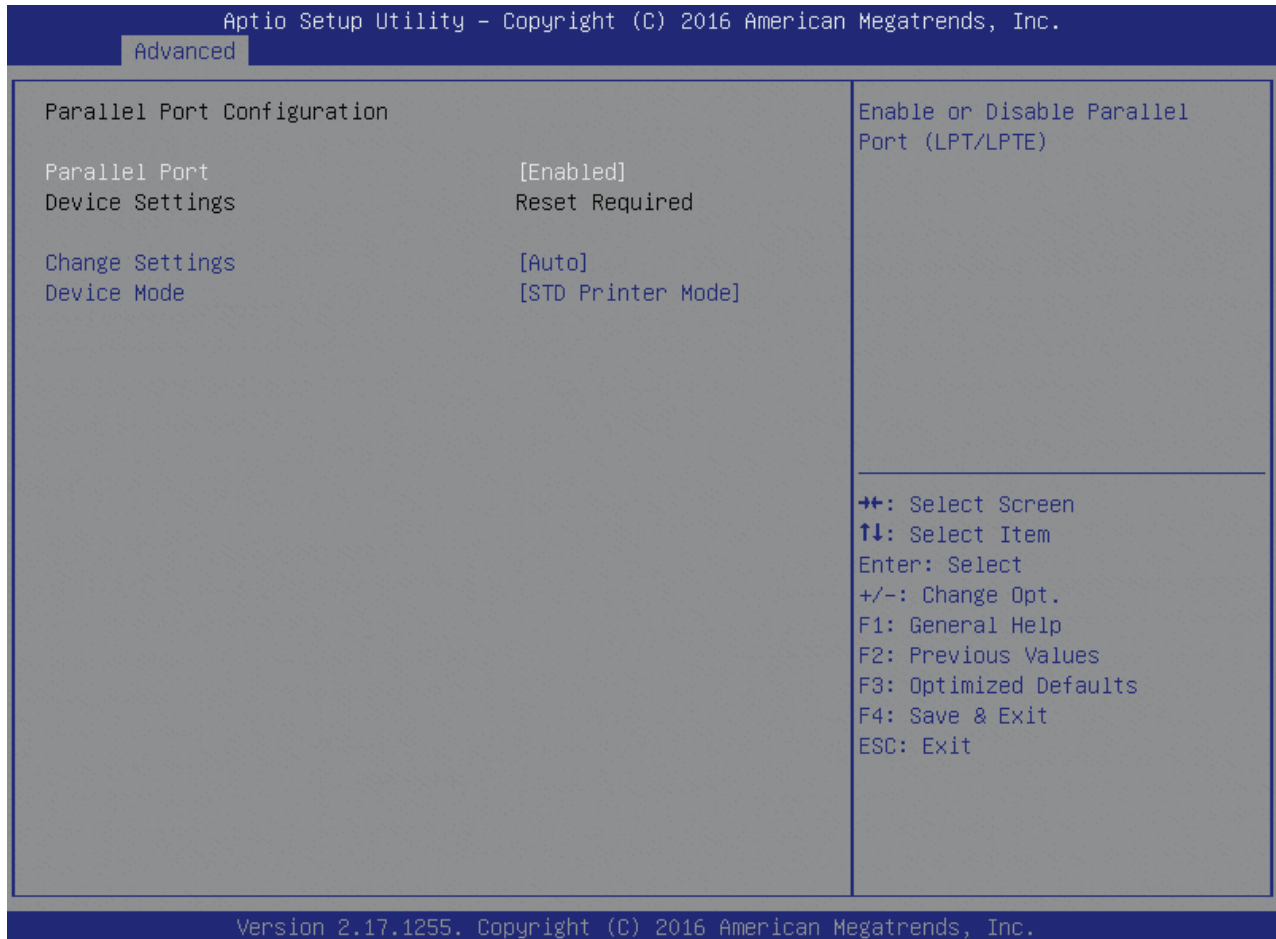 Aptio Setup Utility – Copyright (C) 2016 American Megatrends, Inc.
Advanced
Parallel Port Configuration
Parallel Port [Enabled]
Device Settings Reset Required
Change Settings [Auto]
Device Mode [STD Printer Mode]
Enable or Disable Parallel
Port (LPT/LPTE)
→←: Select Screen
↑↓: Select Item
Enter: Select
+/-: Change Opt.
F1: General Help
F2: Previous Values
F3: Optimized Defaults
F4: Save & Exit
ESC: Exit
Version 2.17.1255. Copyright (C) 2016 American Megatrends, Inc.